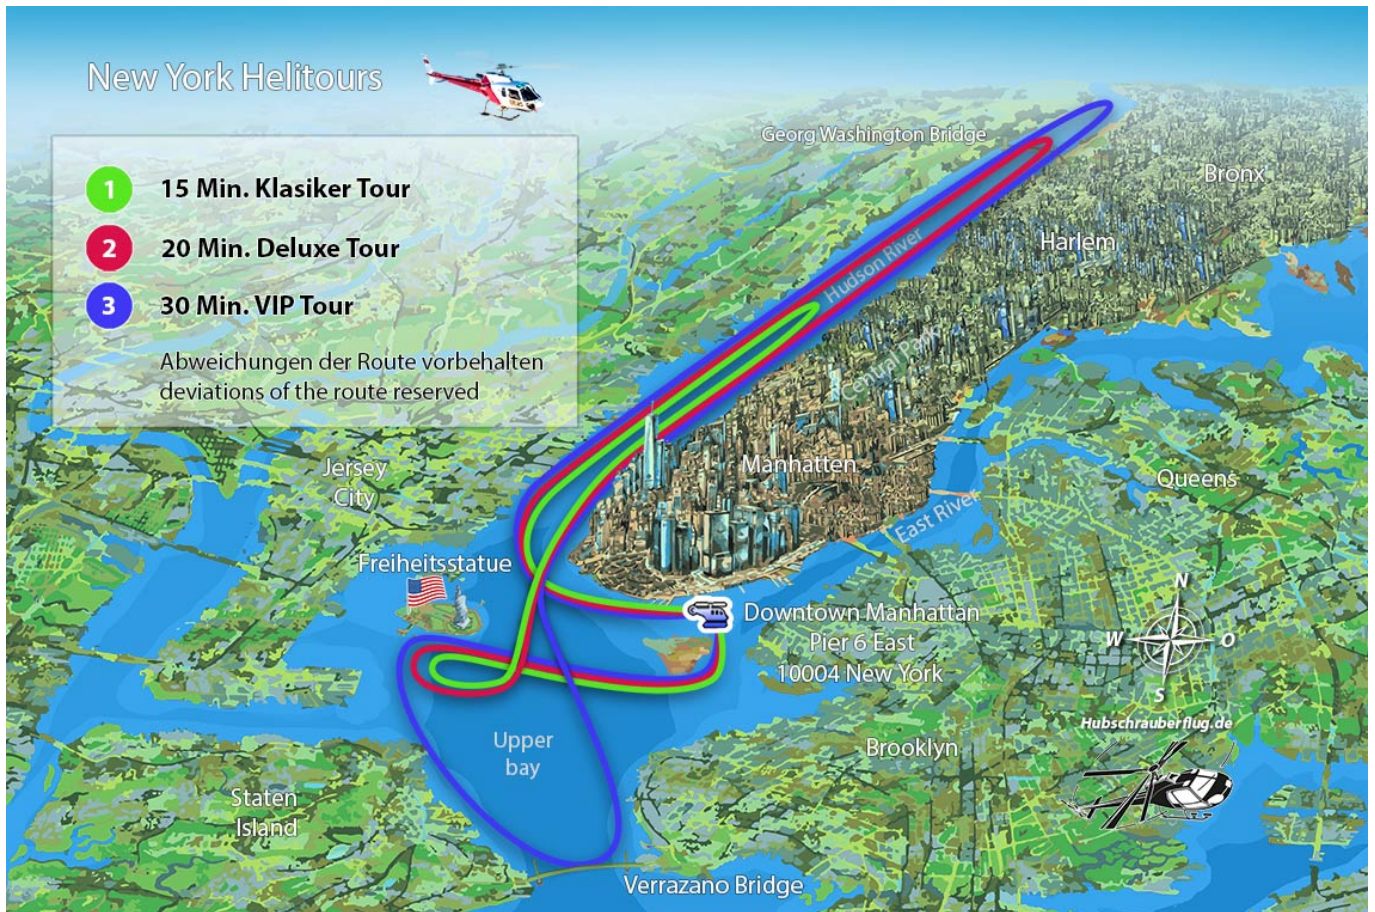 New York Helitours
1 15 Min. Klasiker Tour
2 20 Min. Deluxe Tour
3 30 Min. VIP Tour
Abweichungen der Route vorbehalten
deviations of the route reserved
Georg Washington Bridge
Bronx
Harlem
Hudson River
Central Park
Jersey
City
Manhatten
Queens
East River
Freiheitsstatue
Downtown Manhattan
Pier 6 East
10004 New York
N
W
O
S
Hubschrauberflug.de
Upper
bay
Brooklyn
Staten
Island
Verrazano Bridge